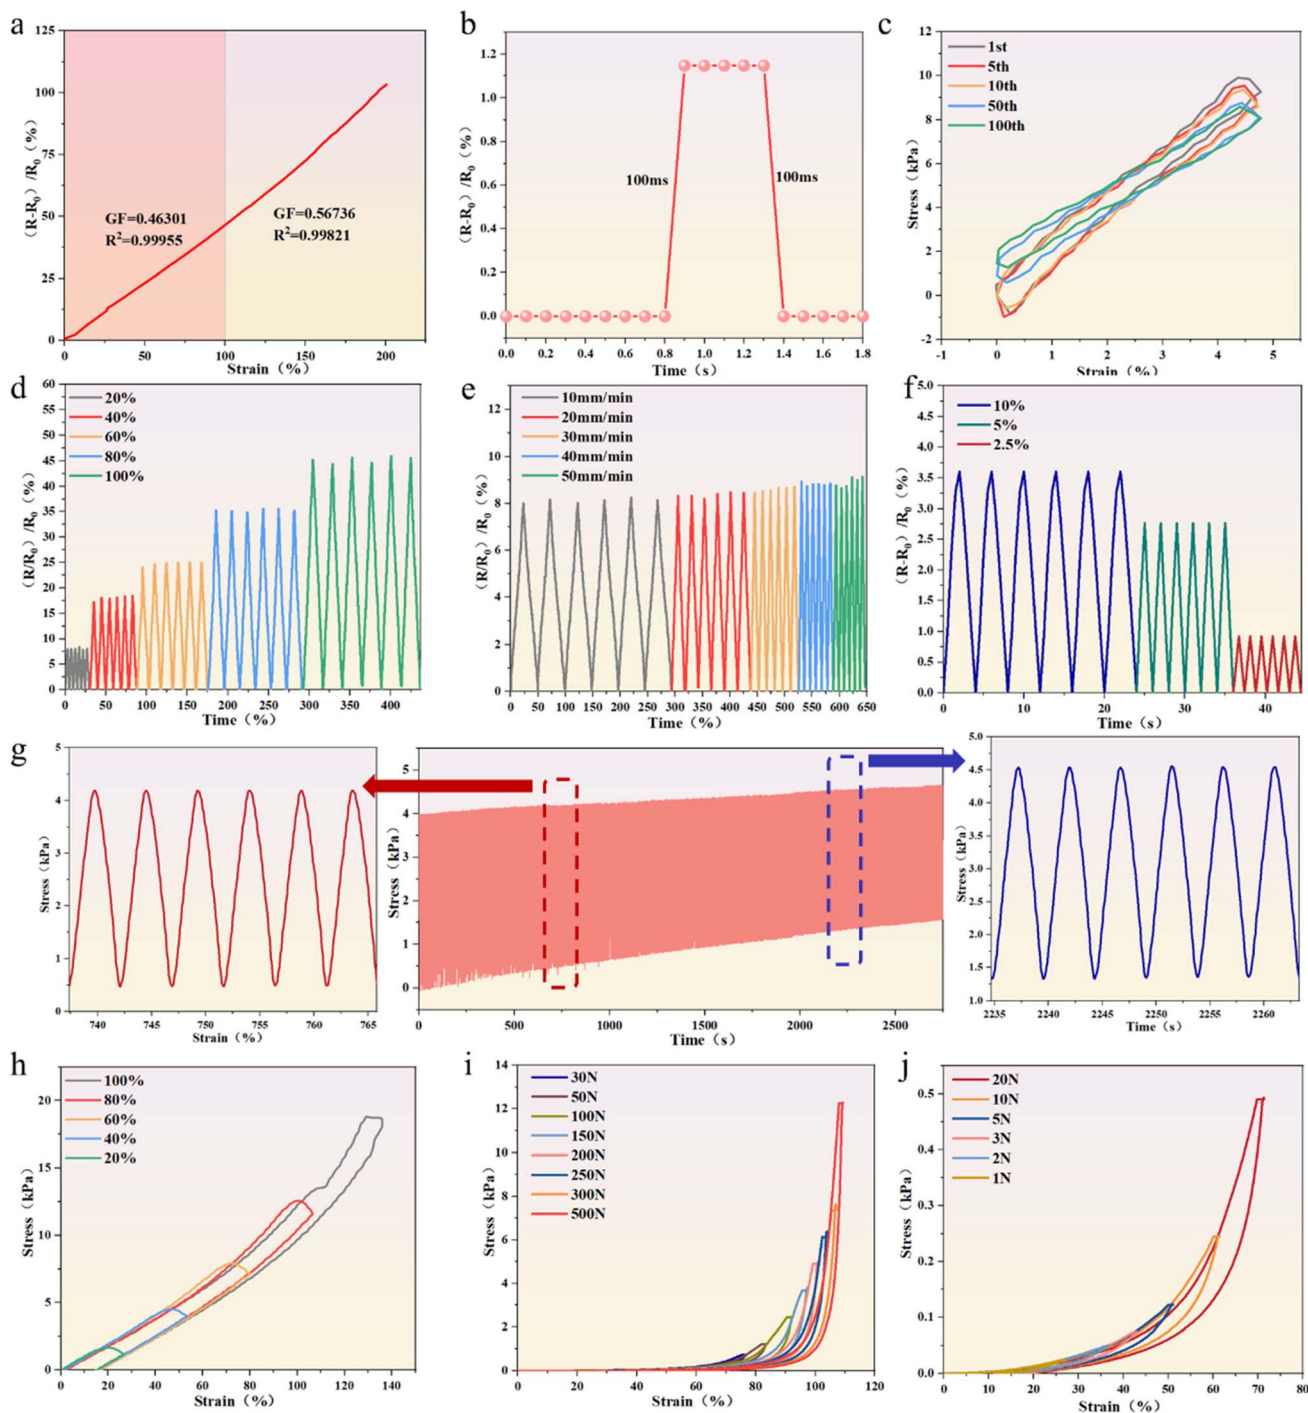 a
125
100
75
50
25
0
(R-R0)/R0(%)
GF=0.46301
R2=0.99955
GF=0.56736
R2=0.99821
0 50 100 150 200
Strain(%)
b
1.2
1.0
0.8
0.6
0.4
0.2
0.0
(R-R0)/R0(%)
100ms
100ms
0.0 0.2 0.4 0.6 0.8 1.0 1.2 1.4 1.6 1.8
Time(s)
c
1st
5th
10th
50th
100th
12
10
8
6
4
2
0
-2
Stress(kPa)
-1 0 1 2 3 4 5
Strain(%)
d
20%
40%
60%
80%
100%
60
55
50
45
40
35
30
25
20
15
10
5
0
(R/R0)/R0(%)
0 50 100 150 200 250 300 350 400
Time(%)
e
10mm/min
20mm/min
30mm/min
40mm/min
50mm/min
12
10
8
6
4
2
0
(R/R0)/R0(%)
0 50 100 150 200 250 300 350 400 450 500 550 600 650
Time(%)
f
10%
5%
2.5%
5.0
4.5
4.0
3.5
3.0
2.5
2.0
1.5
1.0
0.5
0.0
(R-R0)/R0(%)
0 10 20 30 40
Time(s)
g
5
4
3
2
1
0
Stress(kPa)
740 745 750 755 760 765
Strain(%)
5
4
3
2
1
0
Stress(kPa)
0 500 1000 1500 2000 2500
Time(s)
5.0
4.5
4.0
3.5
3.0
2.5
2.0
1.5
1.0
Stress(kPa)
2235 2240 2245 2250 2255 2260
Time(s)
h
100%
80%
60%
40%
20%
20
15
10
5
0
Stress(kPa)
0 20 40 60 80 100 120 140
Strain(%)
i
30N
50N
100N
150N
200N
250N
300N
500N
14
12
10
8
6
4
2
0
Stress(kPa)
0 20 40 60 80 100 120
Strain(%)
j
20N
10N
5N
3N
2N
1N
0.5
0.4
0.3
0.2
0.1
0.0
Stress(kPa)
0 10 20 30 40 50 60 70 80
Strain(%)